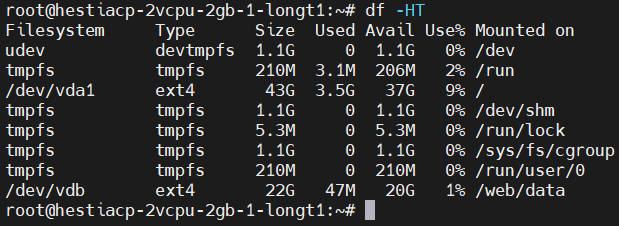 root@hestiacp-2vcpu-2gb-1-longt1:~# df -HT
Filesystem     Type      Size  Used Avail Use% Mounted on
udev           devtmpfs  1.1G     0  1.1G   0% /dev
tmpfs          tmpfs     210M  3.1M  206M   2% /run
/dev/vda1      ext4       43G  3.5G   37G   9% /
tmpfs          tmpfs     1.1G     0  1.1G   0% /dev/shm
tmpfs          tmpfs     5.3M     0  5.3M   0% /run/lock
tmpfs          tmpfs     1.1G     0  1.1G   0% /sys/fs/cgroup
tmpfs          tmpfs     210M     0  210M   0% /run/user/0
/dev/vdb       ext4       22G   47M   20G   1% /web/data
root@hestiacp-2vcpu-2gb-1-longt1:~#